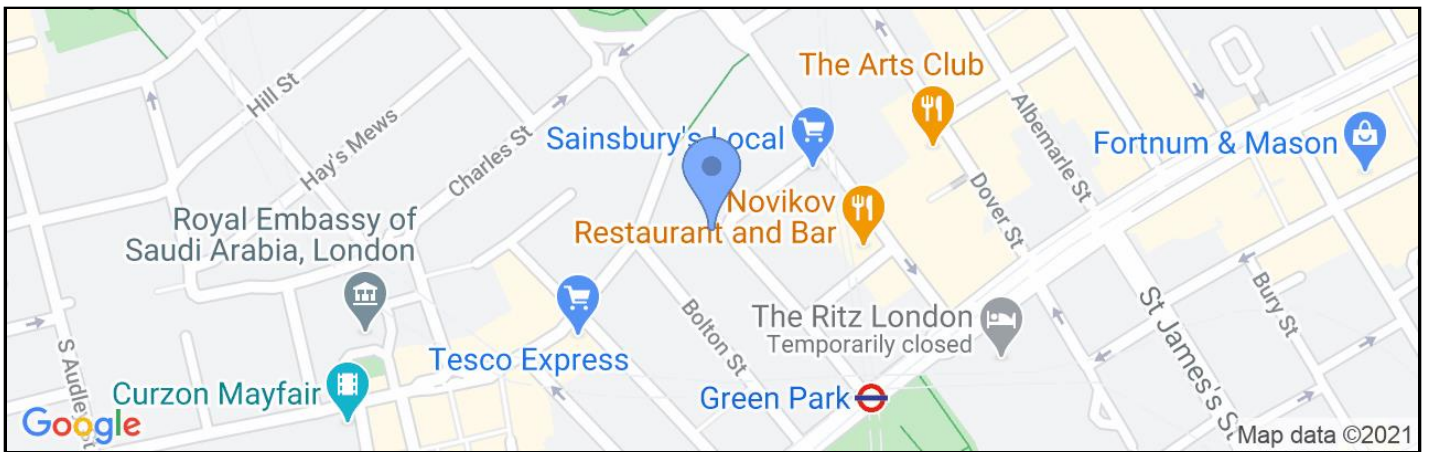 The Arts Club
Hill St
Hay's Mews
Charles St
Sainsbury's Local
Albemarle St
Fortnum & Mason
Royal Embassy of
Saudi Arabia, London
Novikov
Restaurant and Bar
Dover St
Bolton St
The Ritz London
Temporarily closed
St James's St
Bury St
S Audley St
Tesco Express
Curzon Mayfair
Green Park
Google
Map data ©2021